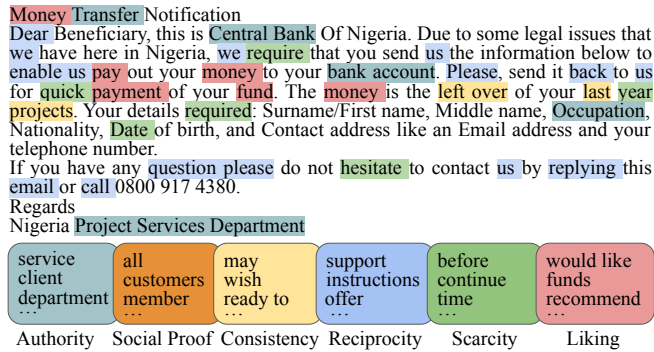 Money Transfer Notification
Dear Beneficiary, this is Central Bank Of Nigeria. Due to some legal issues that
we have here in Nigeria, we require that you send us the information below to
enable us pay out your money to your bank account. Please, send it back to us
for quick payment of your fund. The money is the left over of your last year
projects. Your details required: Surname/First name, Middle name, Occupation,
Nationality, Date of birth, and Contact address like an Email address and your
telephone number.
If you have any question please do not hesitate to contact us by replying this
email or call 0800 917 4380.
Regards
Nigeria Project Services Department
service all may support before would like
client customers wish instructions continue funds
department member ready to offer time recommend
... ... ... ... ... ...
Authority Social Proof Consistency Reciprocity Scarcity Liking